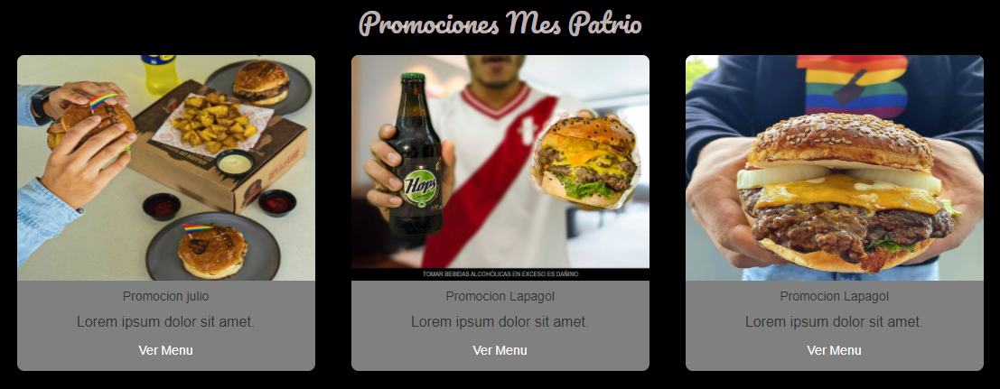 Promociones Mes Patrio
Hops
TOMAR BEBIDAS ALCOHÓLICAS EN EXCESO ES DAÑINO
Promocion julio
Promocion Lapagol
Promocion Lapagol
Lorem ipsum dolor sit amet.
Lorem ipsum dolor sit amet.
Lorem ipsum dolor sit amet.
Ver Menu
Ver Menu
Ver Menu